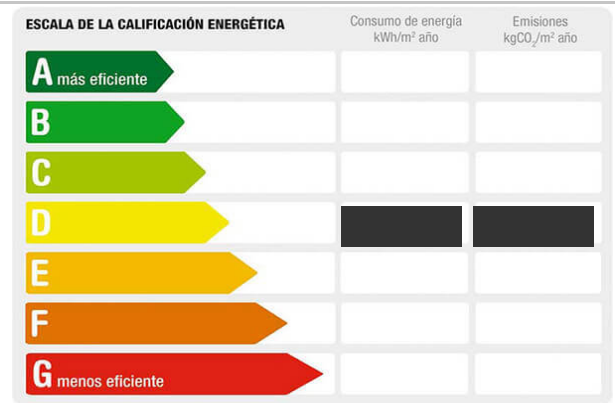 ESCALA DE LA CALIFICACIÓN ENERGÉTICA
Consumo de energía
kWh/m² año
Emisiones
kgCO₂/m² año
A más eficiente
B
C
D
E
F
G menos eficiente